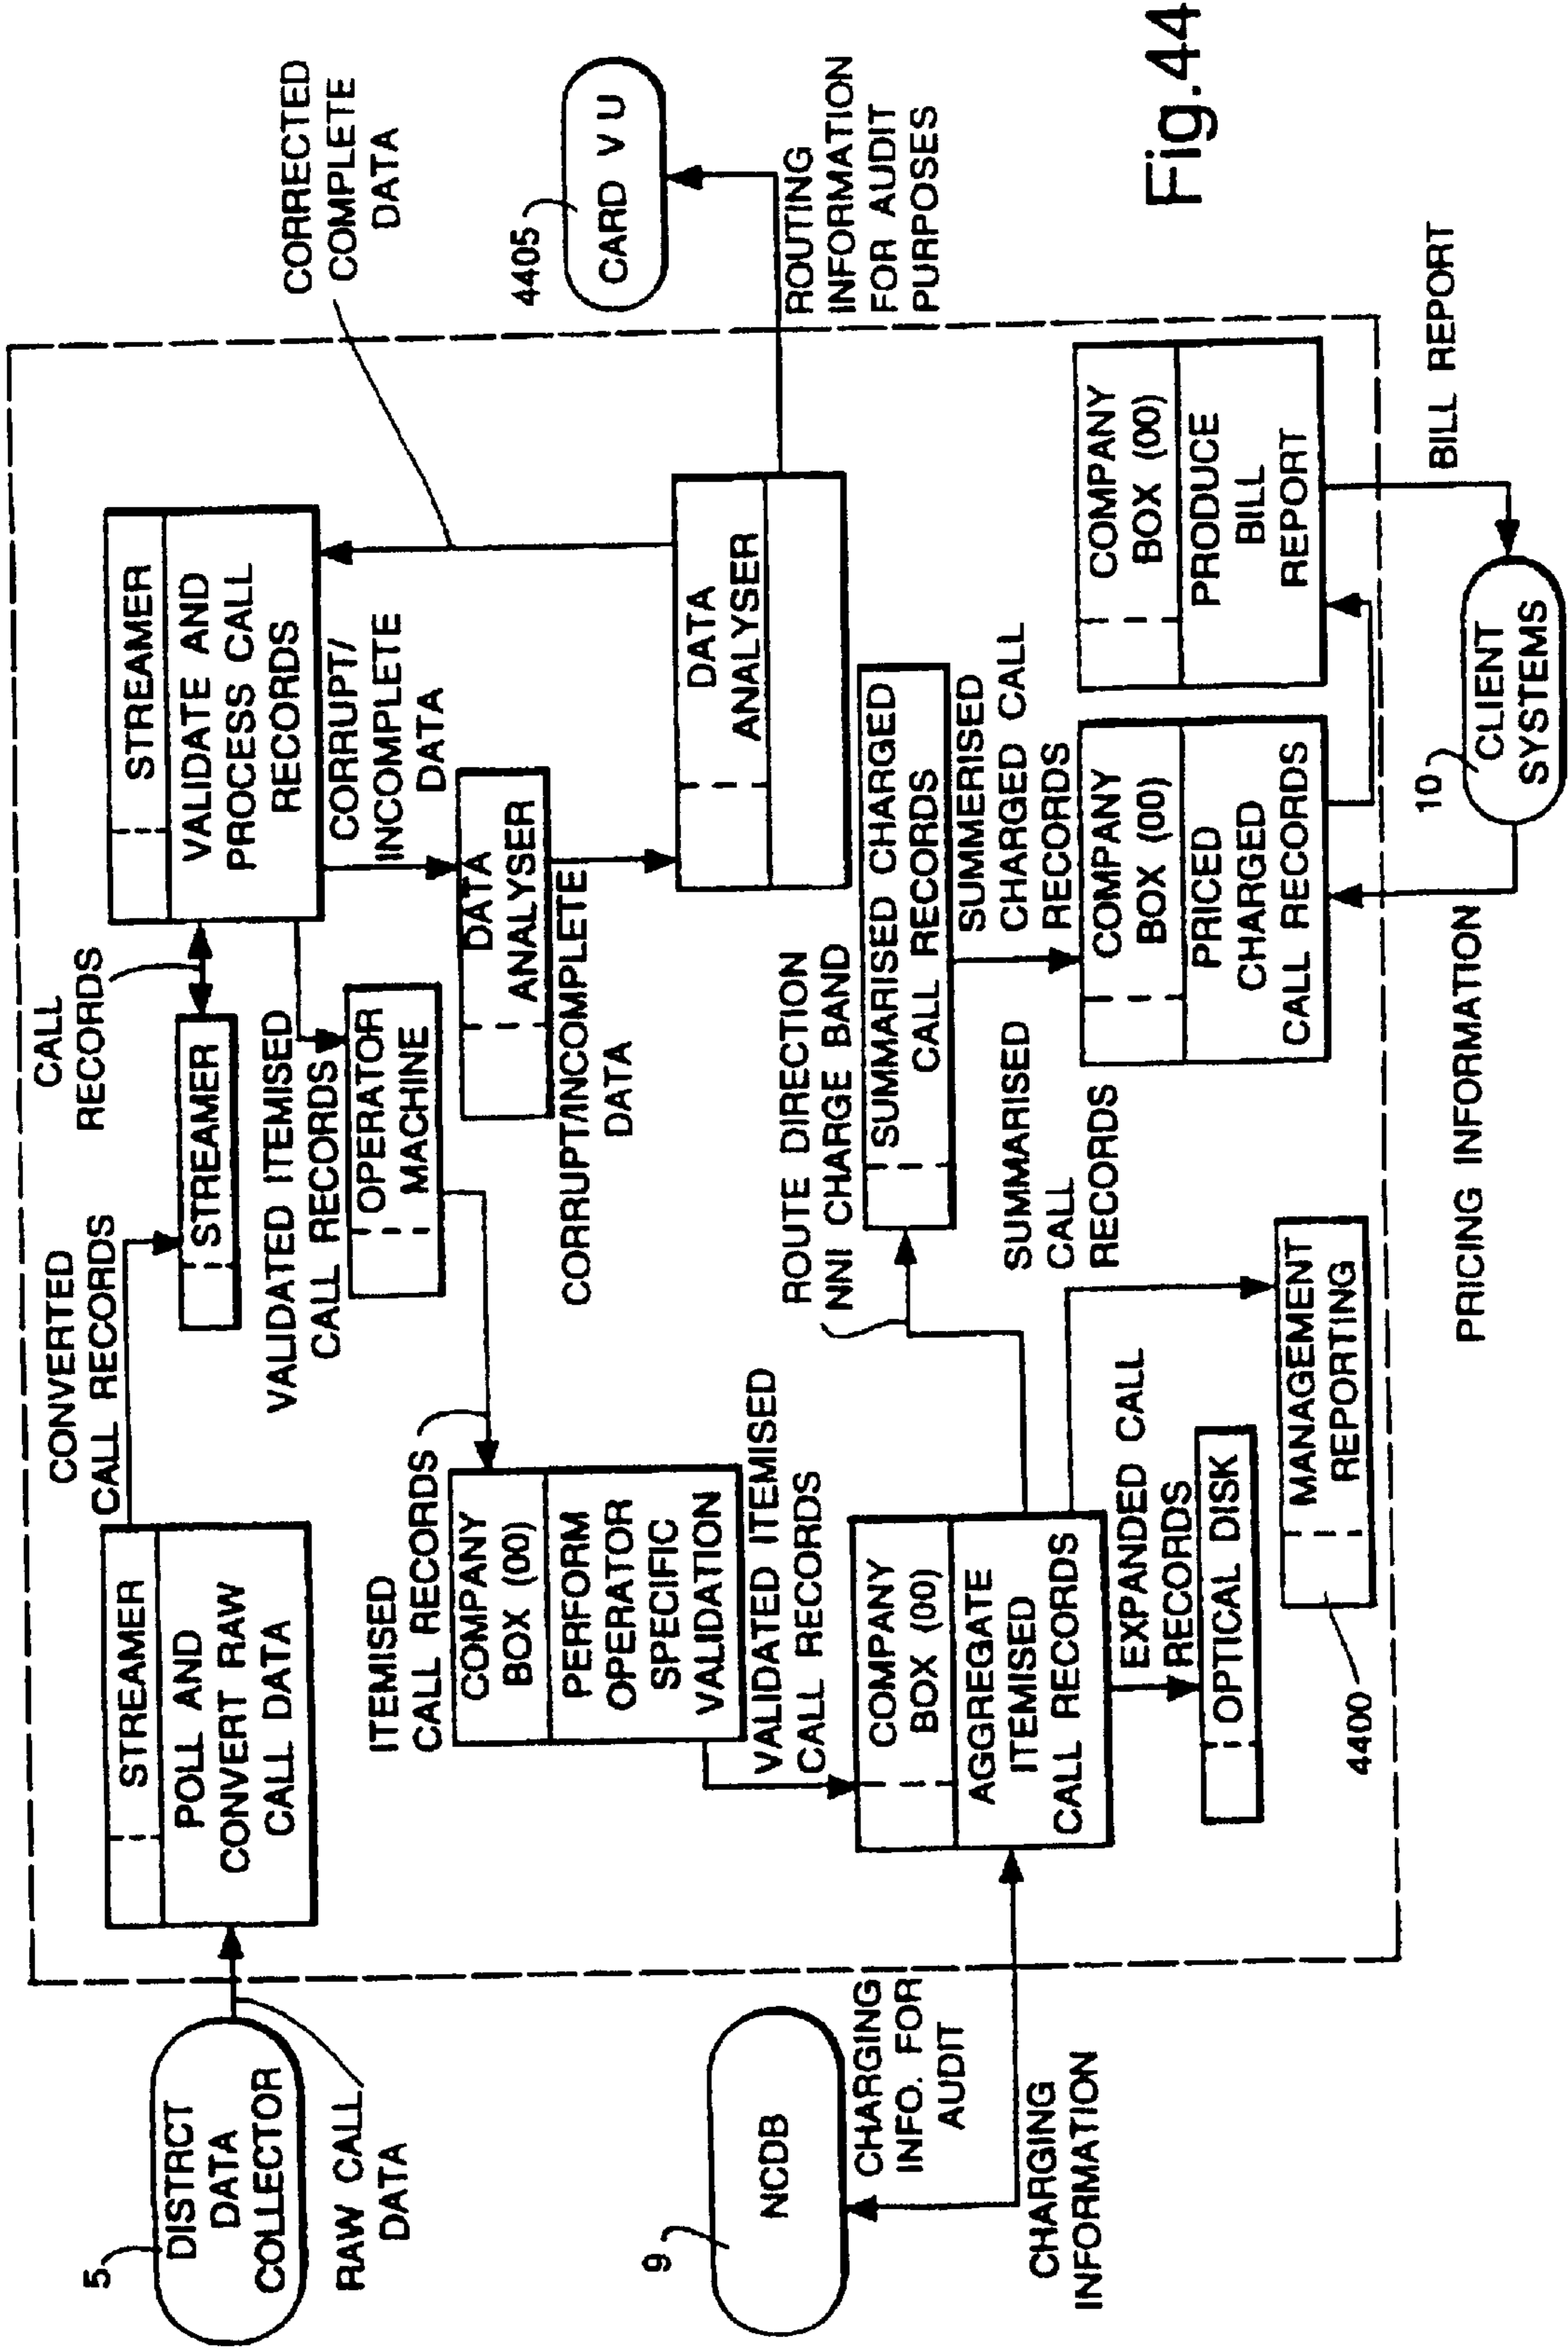 5
DISTRCT
DATA
COLLECTOR
RAW CALL
DATA
STREAMER
POLL AND
CONVERT RAW
CALL DATA
CONVERTED
CALL RECORDS
STREAMER
CALL
RECORDS
STREAMER
VALIDATE AND
PROCESS CALL
RECORDS
CORRECTED
COMPLETE
DATA
VALIDATED ITEMISED
CALL RECORDS
OPERATOR
MACHINE
CORRUPT/
INCOMPLETE
DATA
DATA
ANALYSER
CORRUPT/INCOMPLETE
DATA
DATA
ANALYSER
4405
CARD V U
ROUTING
INFORMATION
FOR AUDIT
PURPOSES
ITEMISED
CALL RECORDS
COMPANY
BOX (00)
PERFORM
OPERATOR
SPECIFIC
VALIDATION
VALIDATED ITEMISED
CALL RECORDS
9
NCDB
CHARGING
INFO. FOR
AUDIT
CHARGING
INFORMATION
COMPANY
BOX (00)
AGGREGATE
ITEMISED
CALL RECORDS
ROUTE DIRECTION
NNI CHARGE BAND
SUMMARISED CHARGED
CALL RECORDS
SUMMERISED
CHARGED CALL
RECORDS
SUMMARISED
CALL
RECORDS
EXPANDED CALL
RECORDS
OPTICAL DISK
MANAGEMENT
REPORTING
4400
COMPANY
BOX (00)
PRICED
CHARGED
CALL RECORDS
COMPANY
BOX (00)
PRODUCE
BILL
REPORT
PRICING INFORMATION
10
CLIENT
SYSTEMS
BILL REPORT
Fig.44